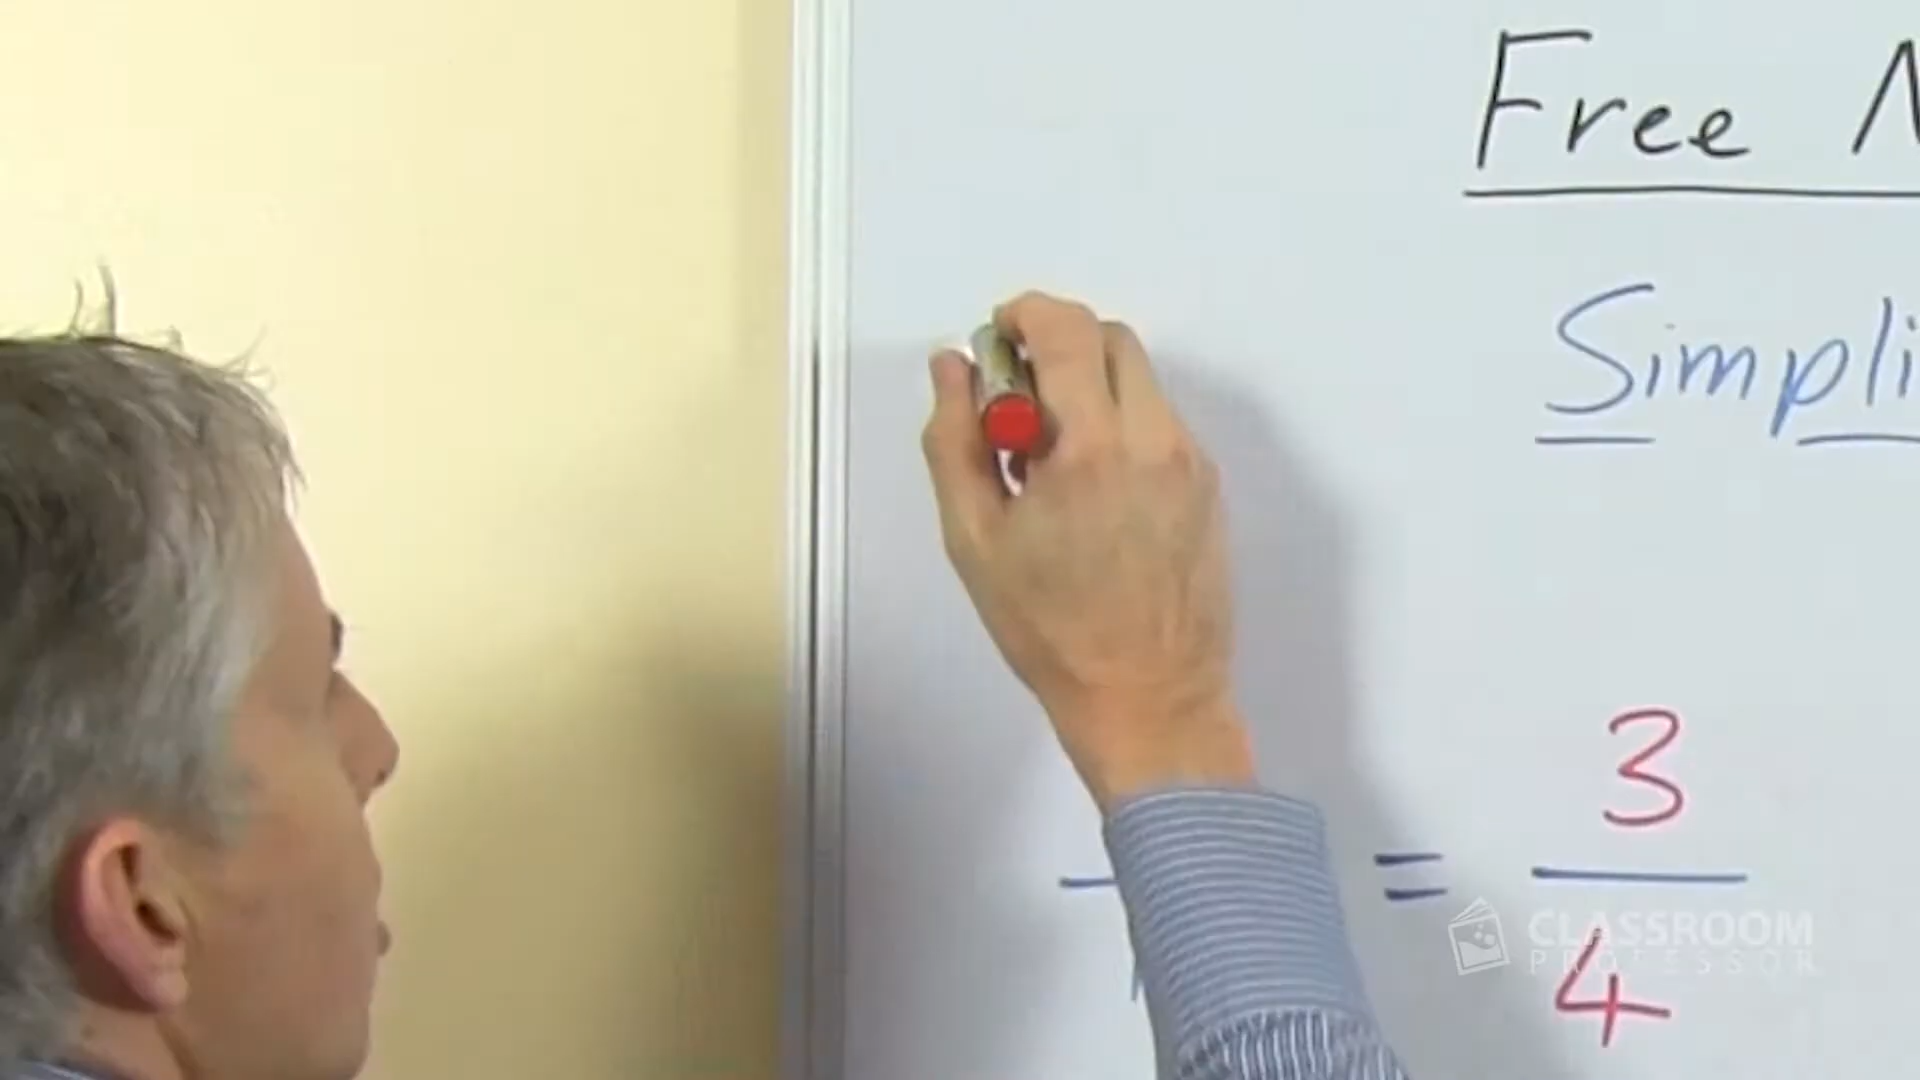 Free
Simpli
= 3
4
CLASSROOM
PROFESSOR